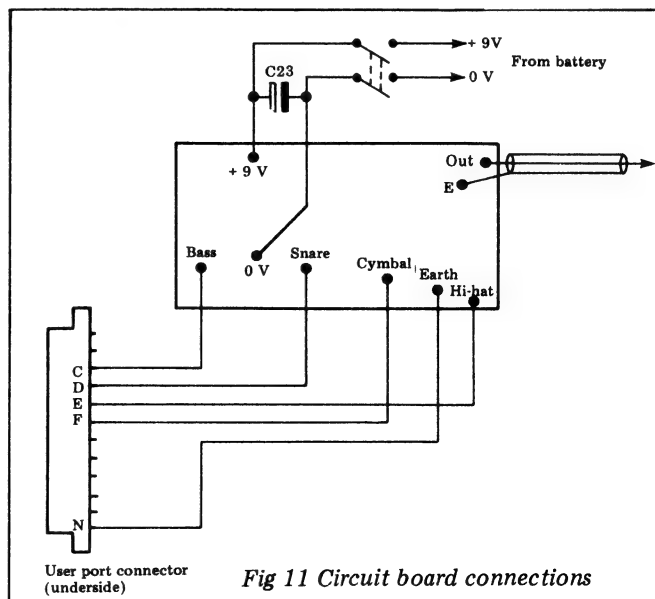 + 9V
C23
From battery
0 V
+ 9 V
Out
E
Bass
0 V
Snare
Cymbal
Earth
Hi-hat
C
D
E
F
N
User port connector
(underside)
Fig 11 Circuit board connections